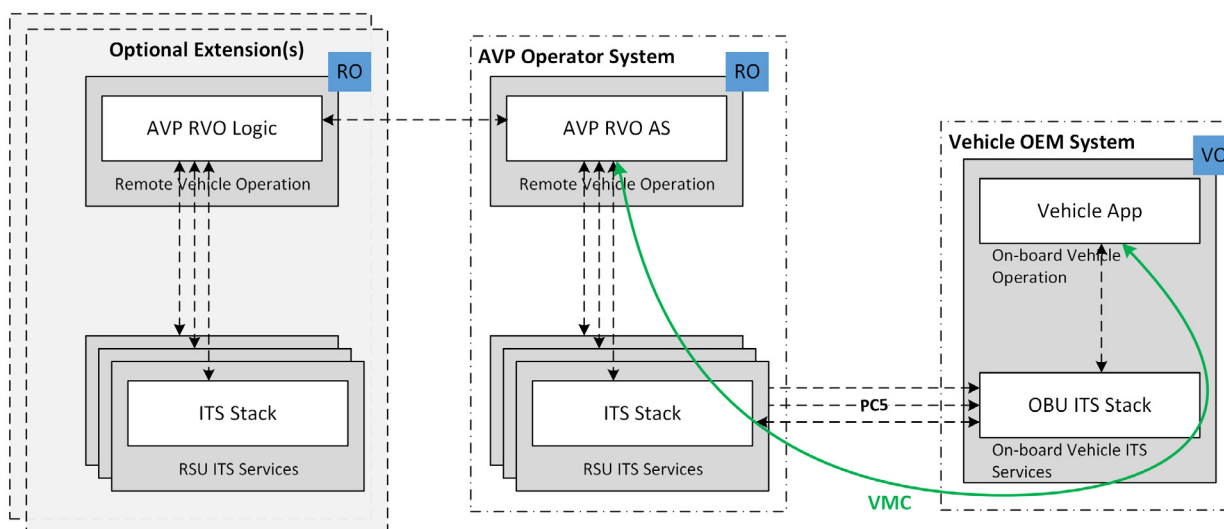 Optional Extension(s)
RO
AVP RVO Logic
Remote Vehicle Operation
ITS Stack
RSU ITS Services
AVP Operator System
RO
AVP RVO AS
Remote Vehicle Operation
ITS Stack
RSU ITS Services
PC5
VMC
Vehicle OEM System
VO
Vehicle App
On-board Vehicle
Operation
OBU ITS Stack
On-board Vehicle ITS
Services